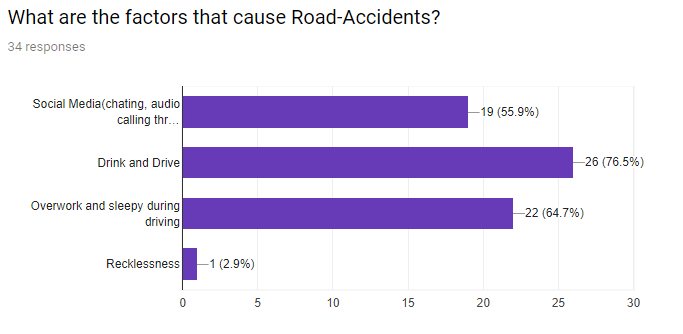 What are the factors that cause Road-Accidents?
34 responses
Social Media(chating, audio
calling thr…
19 (55.9%)
Drink and Drive
26 (76.5%)
Overwork and sleepy during
driving
22 (64.7%)
Recklessness
1 (2.9%)
0 5 10 15 20 25 30